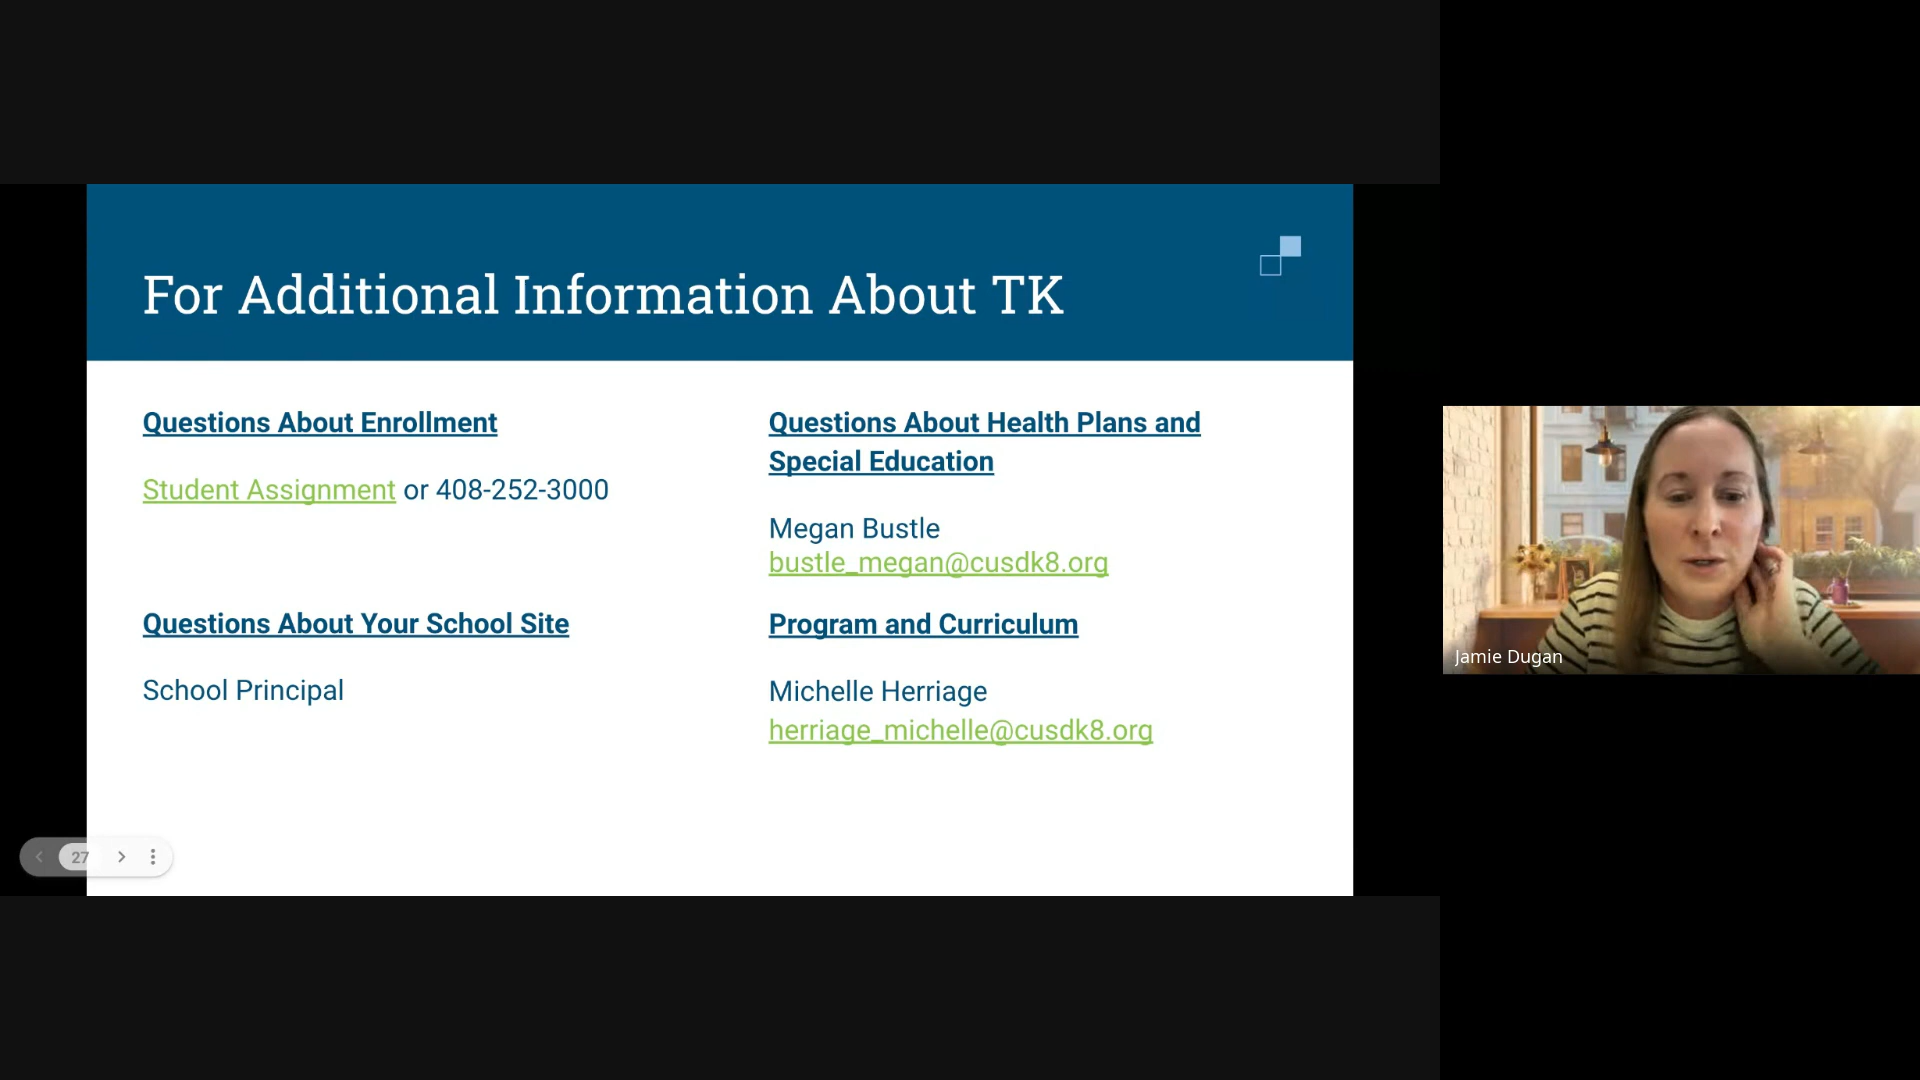 For Additional Information About TK
Questions About Enrollment
Student Assignment or 408-252-3000
Questions About Your School Site
School Principal
Questions About Health Plans and
Special Education
Megan Bustle
bustle_megan@cusdk8.org
Program and Curriculum
Michelle Herriage
herriage_michelle@cusdk8.org
27
Jamie Dugan